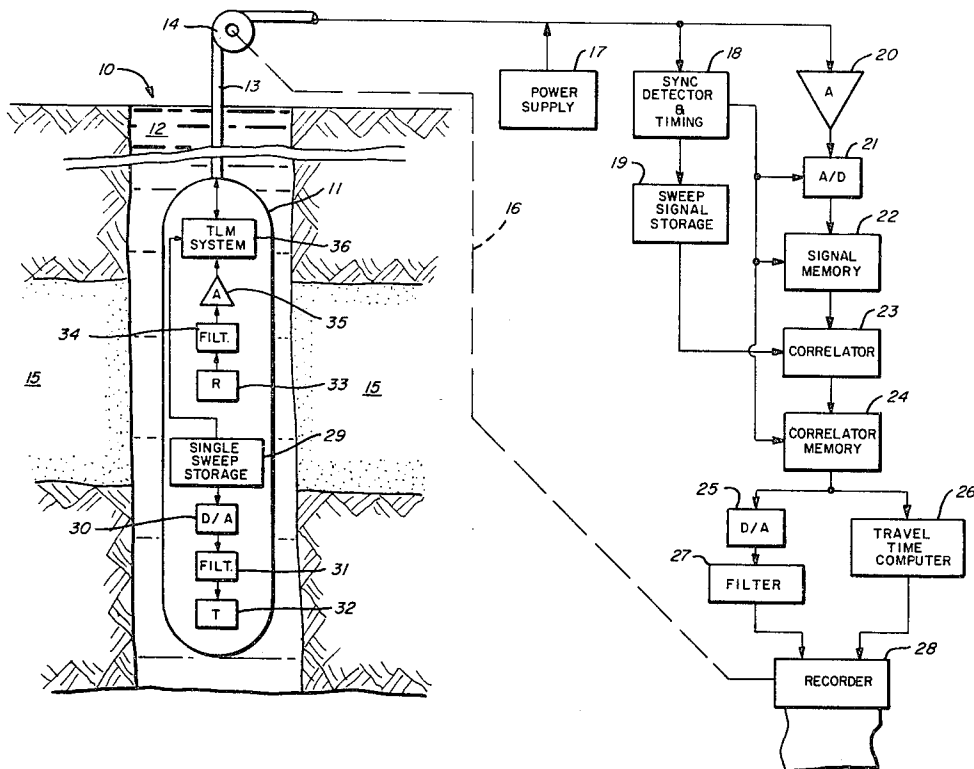 14
10
12
13
11
TLM
SYSTEM
36
A
35
34
FILT.
R
33
15
15
16
SINGLE
SWEEP
STORAGE
29
30
D/A
FILT.
31
T
32
17
POWER
SUPPLY
18
SYNC
DETECTOR
&
TIMING
19
SWEEP
SIGNAL
STORAGE
20
A
21
A/D
22
SIGNAL
MEMORY
23
CORRELATOR
24
CORRELATOR
MEMORY
25
D/A
26
TRAVEL
TIME
COMPUTER
27
FILTER
28
RECORDER